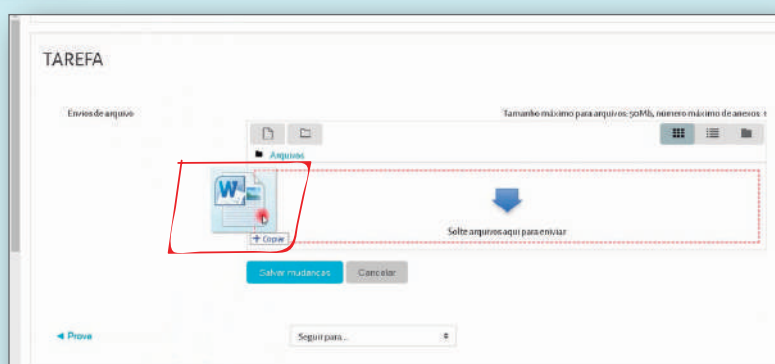 TAREFA
Envios de arquivo
Tamanho máximo para arquivos: 50Mb, número máximo de anexos: 1
Arquivos
W
+ Copiar
Solte arquivos aqui para enviar
Salvar mudanças Cancelar
◄ Prova
Seguir para...